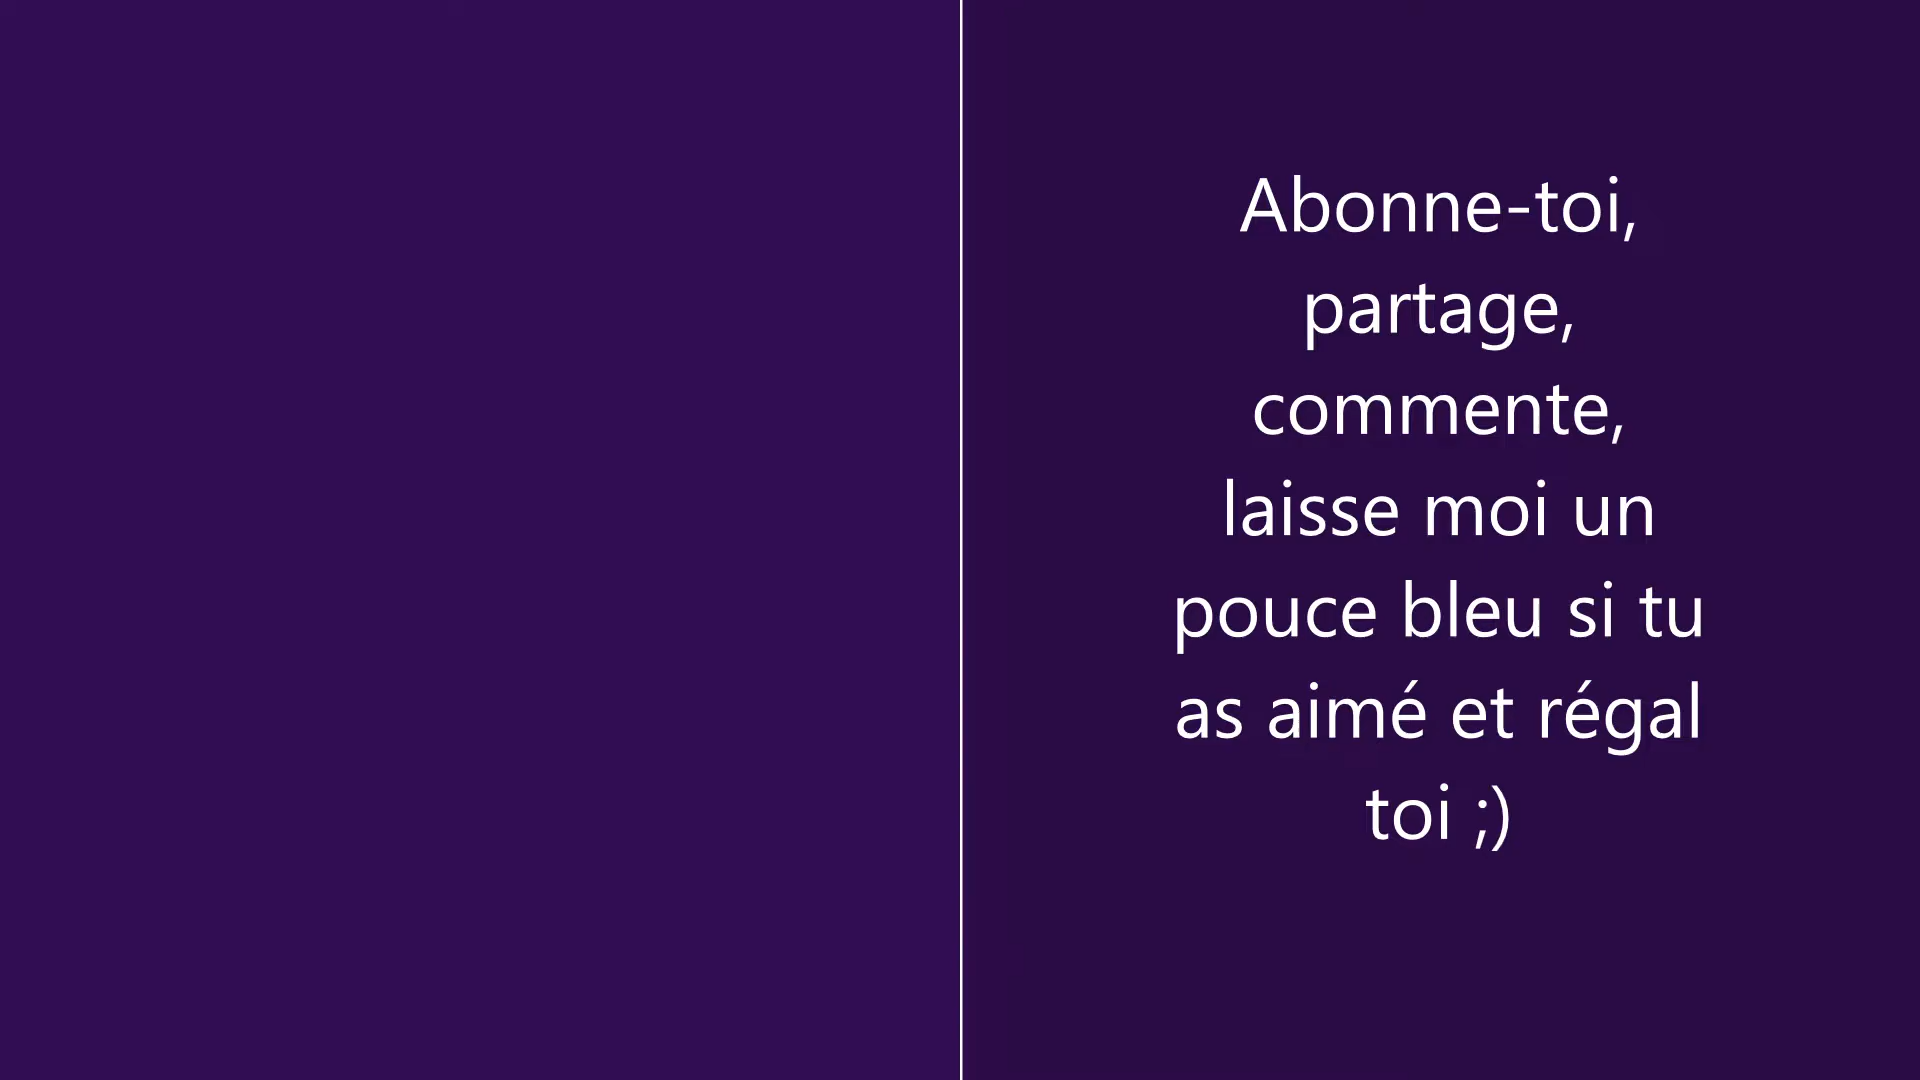 Abonne-toi,
partage,
commente,
laisse moi un
pouce bleu si tu
as aimé et régal
toi ;)